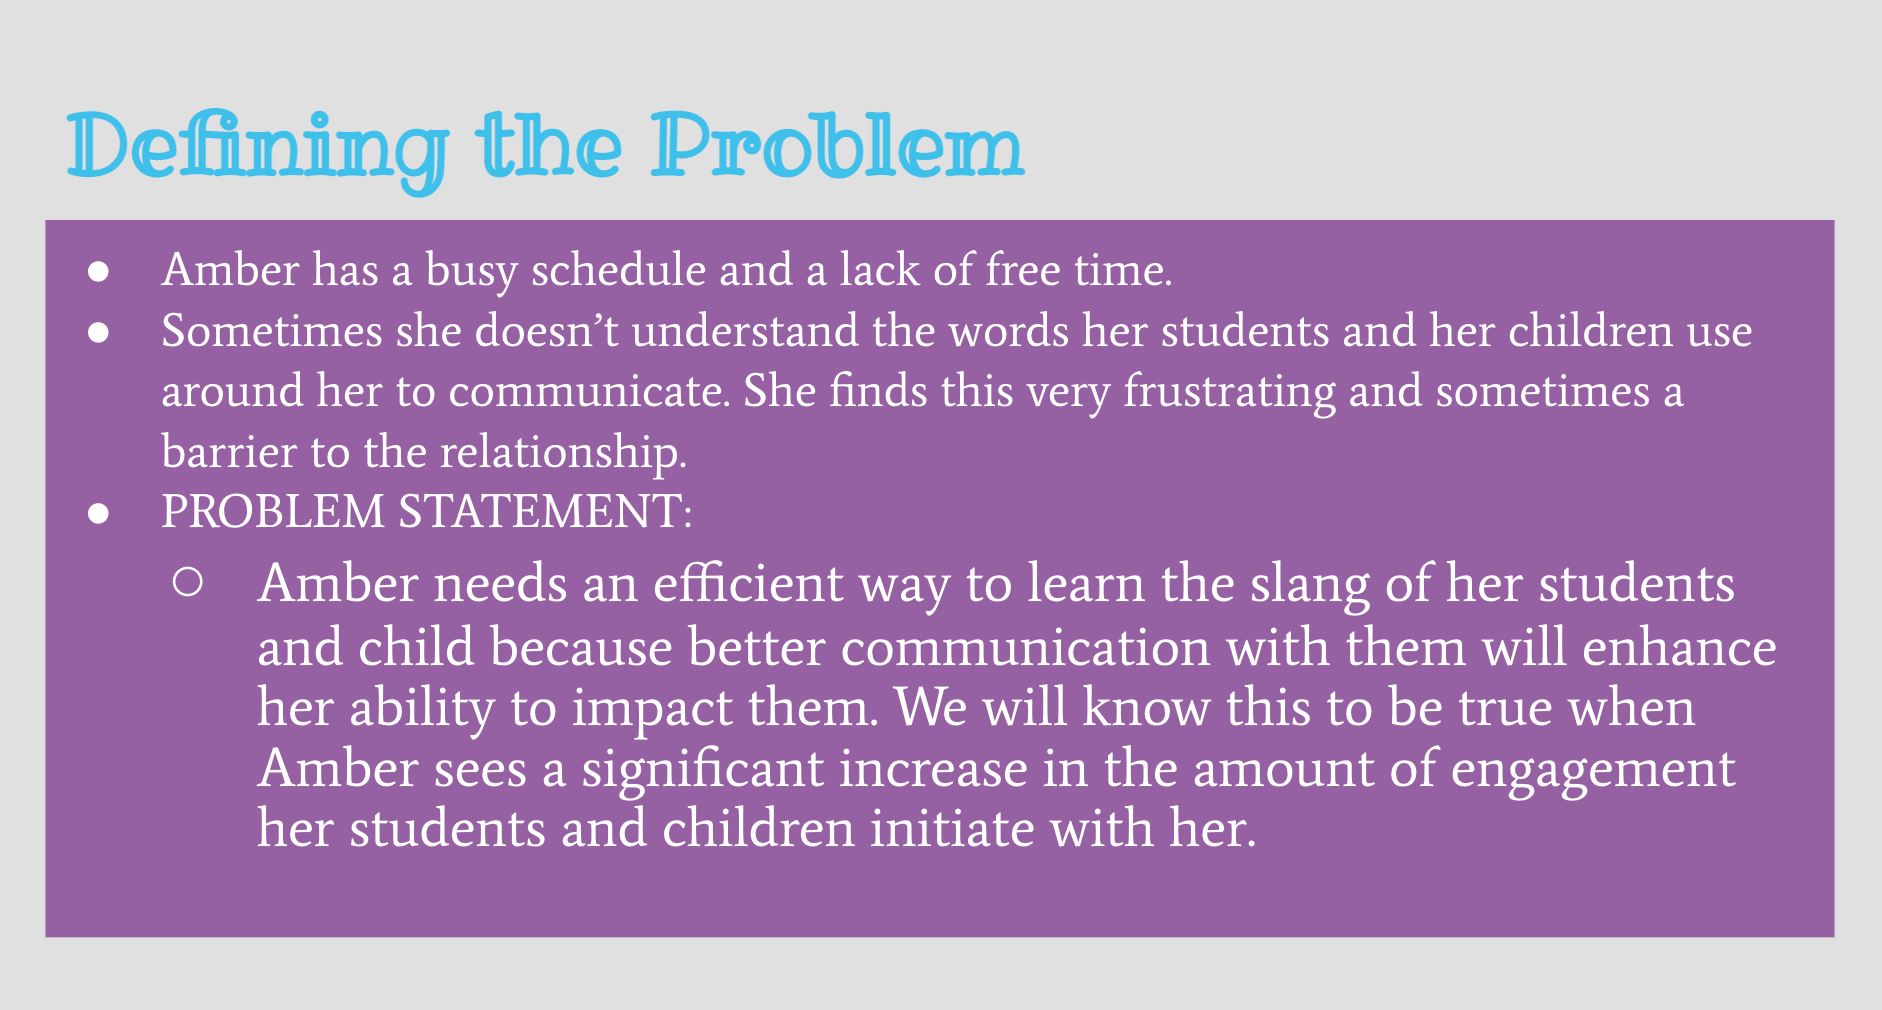 Defining the Problem
● Amber has a busy schedule and a lack of free time.
● Sometimes she doesn’t understand the words her students and her children use
around her to communicate. She finds this very frustrating and sometimes a
barrier to the relationship.
● PROBLEM STATEMENT:
○ Amber needs an efficient way to learn the slang of her students
and child because better communication with them will enhance
her ability to impact them. We will know this to be true when
Amber sees a significant increase in the amount of engagement
her students and children initiate with her.